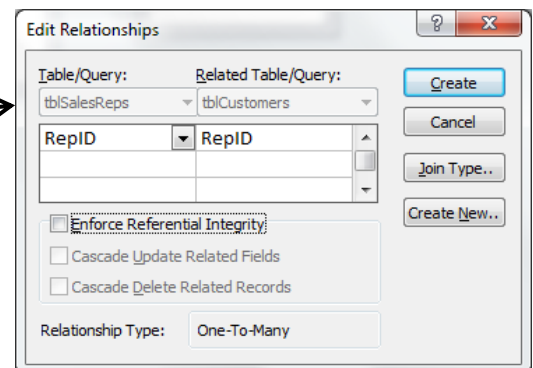 Edit Relationships
Table/Query: Related Table/Query:
tblSalesReps tblCustomers
RepID RepID
Enforce Referential Integrity
Cascade Update Related Fields
Cascade Delete Related Records
Relationship Type: One-To-Many
Create
Cancel
Join Type..
Create New..